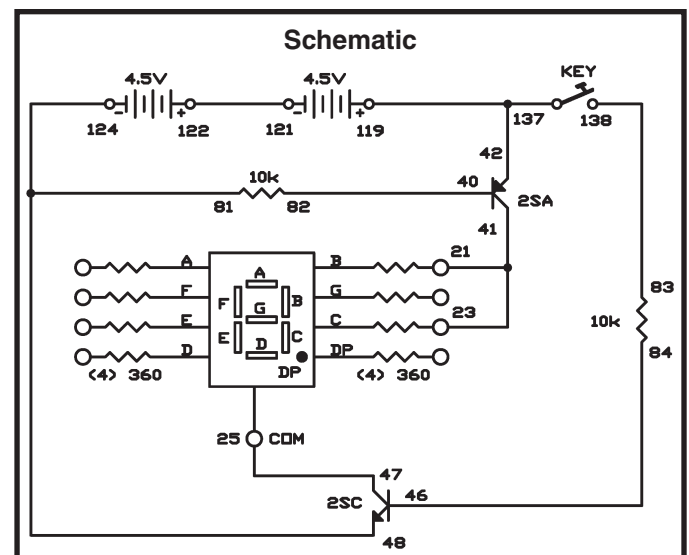 Schematic
4.5V 4.5V KEY
124 - + 122 121 - + 119 137 138
42
10k 40
81 82 2SA
41
21
A B
A
F G 23 83
F G B
E C 10k
E D C
D DP 84
(4) 360 DP (4) 360
25 COM
47
2SC 46
48